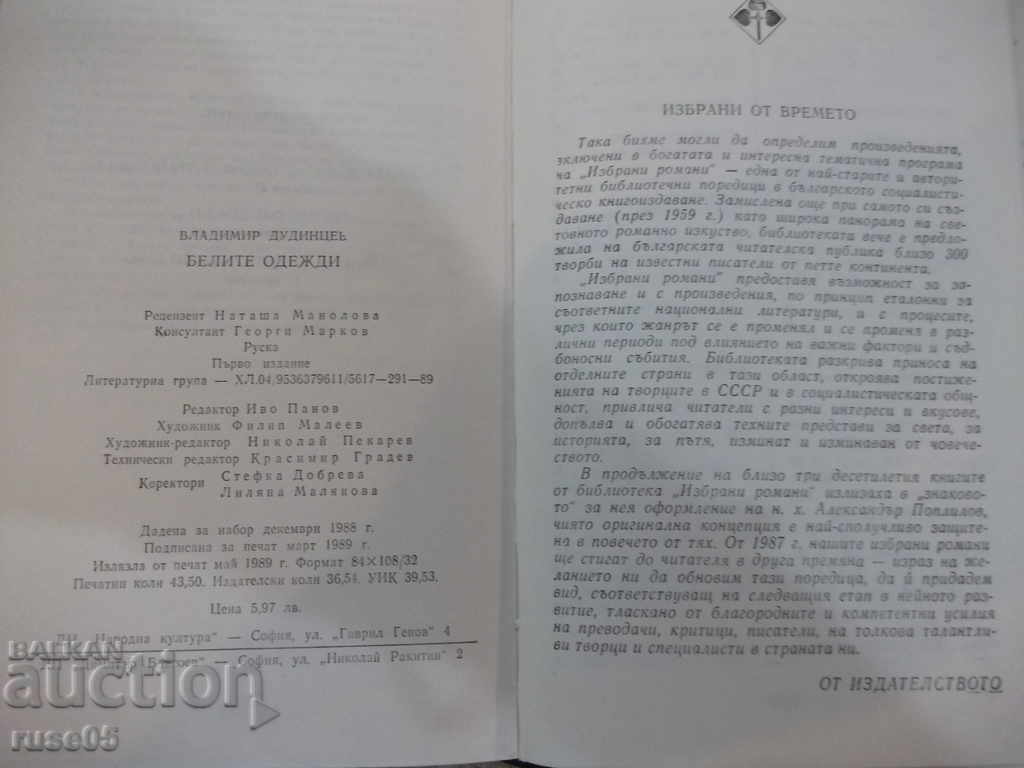 ВЛАДИМИР ДУДИНЦЕВ
БЕЛИТЕ ОДЕЖДИ
Рецензент Наташа Манолова
Консултант Георги Марков
Руска
Първо издание
Литературна група — ХЛ.04/9536379611/5617—291—89
Редактор Иво Панов
Художник Филип Малеев
Художник-редактор Николай Пекарев
Технически редактор Красимир Градев
Коректори Стефка Добрева
Лиляна Маляkова
Дадена за набор декември 1988 г.
Подписана за печат март 1989 г.
Излязла от печат май 1989 г. Формат 84×108/32
Печатни коли 43,50. Издателски коли 36,54. УИК 39,53.
Цена 5,97 лв.
ДИ „Народна култура" — София, ул. „Гаврил Генов" 4
— София, ул. „Николай Ракитин" 2
BALKAN
auction
ruse05
ИЗБРАНИ ОТ ВРЕМЕТО
Така бихме могли да определим произведенията,
включени в богатата и интересна тематична програма
на „Избрани романи" — една от най-старите и автори-
тетни библиотечни поредици в българското социалисти-
ческо книгоиздаване. Замислена още при самото си съз-
даване (през 1959 г.) като широка панорама на све-
товното романно изкуство, библиотеката вече е предло-
жила на българската читателска публика близо 300
творби на известни писатели от петте континента.
„Избрани романи" предоставя възможност за за-
познаване и с произведения, по принцип еталонни за
съответните национални литератури, и с процесите,
чрез които жанрът се е променял и се променя в раз-
лични периоди под влиянието на важни фактори и съд-
боносни събития. Библиотеката разкрива приноса на
отделните страни в тази област, откроява постиже-
нията на творците в СССР и в социалистическата общ-
ност, привлича читатели с разни интереси и вкусове,
допълва и обогатява техните представи за света, за
историята, за пътя, изминат и изминаван от човече-
ството.
В продължение на близо три десетилетия книгите
от библиотека „Избрани романи" излизаха в „знаково-
то" за нея оформление на н. х. Александър Поплилов,
чиято оригинална концепция е най-сполучливо защите-
на в повечето от тях. От 1987 г. нашите избрани романи
ще стигат до читателя в друга премяна — израз на же-
ланието ни да обновим тази поредица, да ѝ придадем
вид, съответствуващ на следващия етап в нейното раз-
витие, тласкано от благородните и компетентни усилия
на преводачи, критици, писатели, на толкова талантли-
ви творци и специалисти в страната ни.
ОТ ИЗДАТЕЛСТВОТО